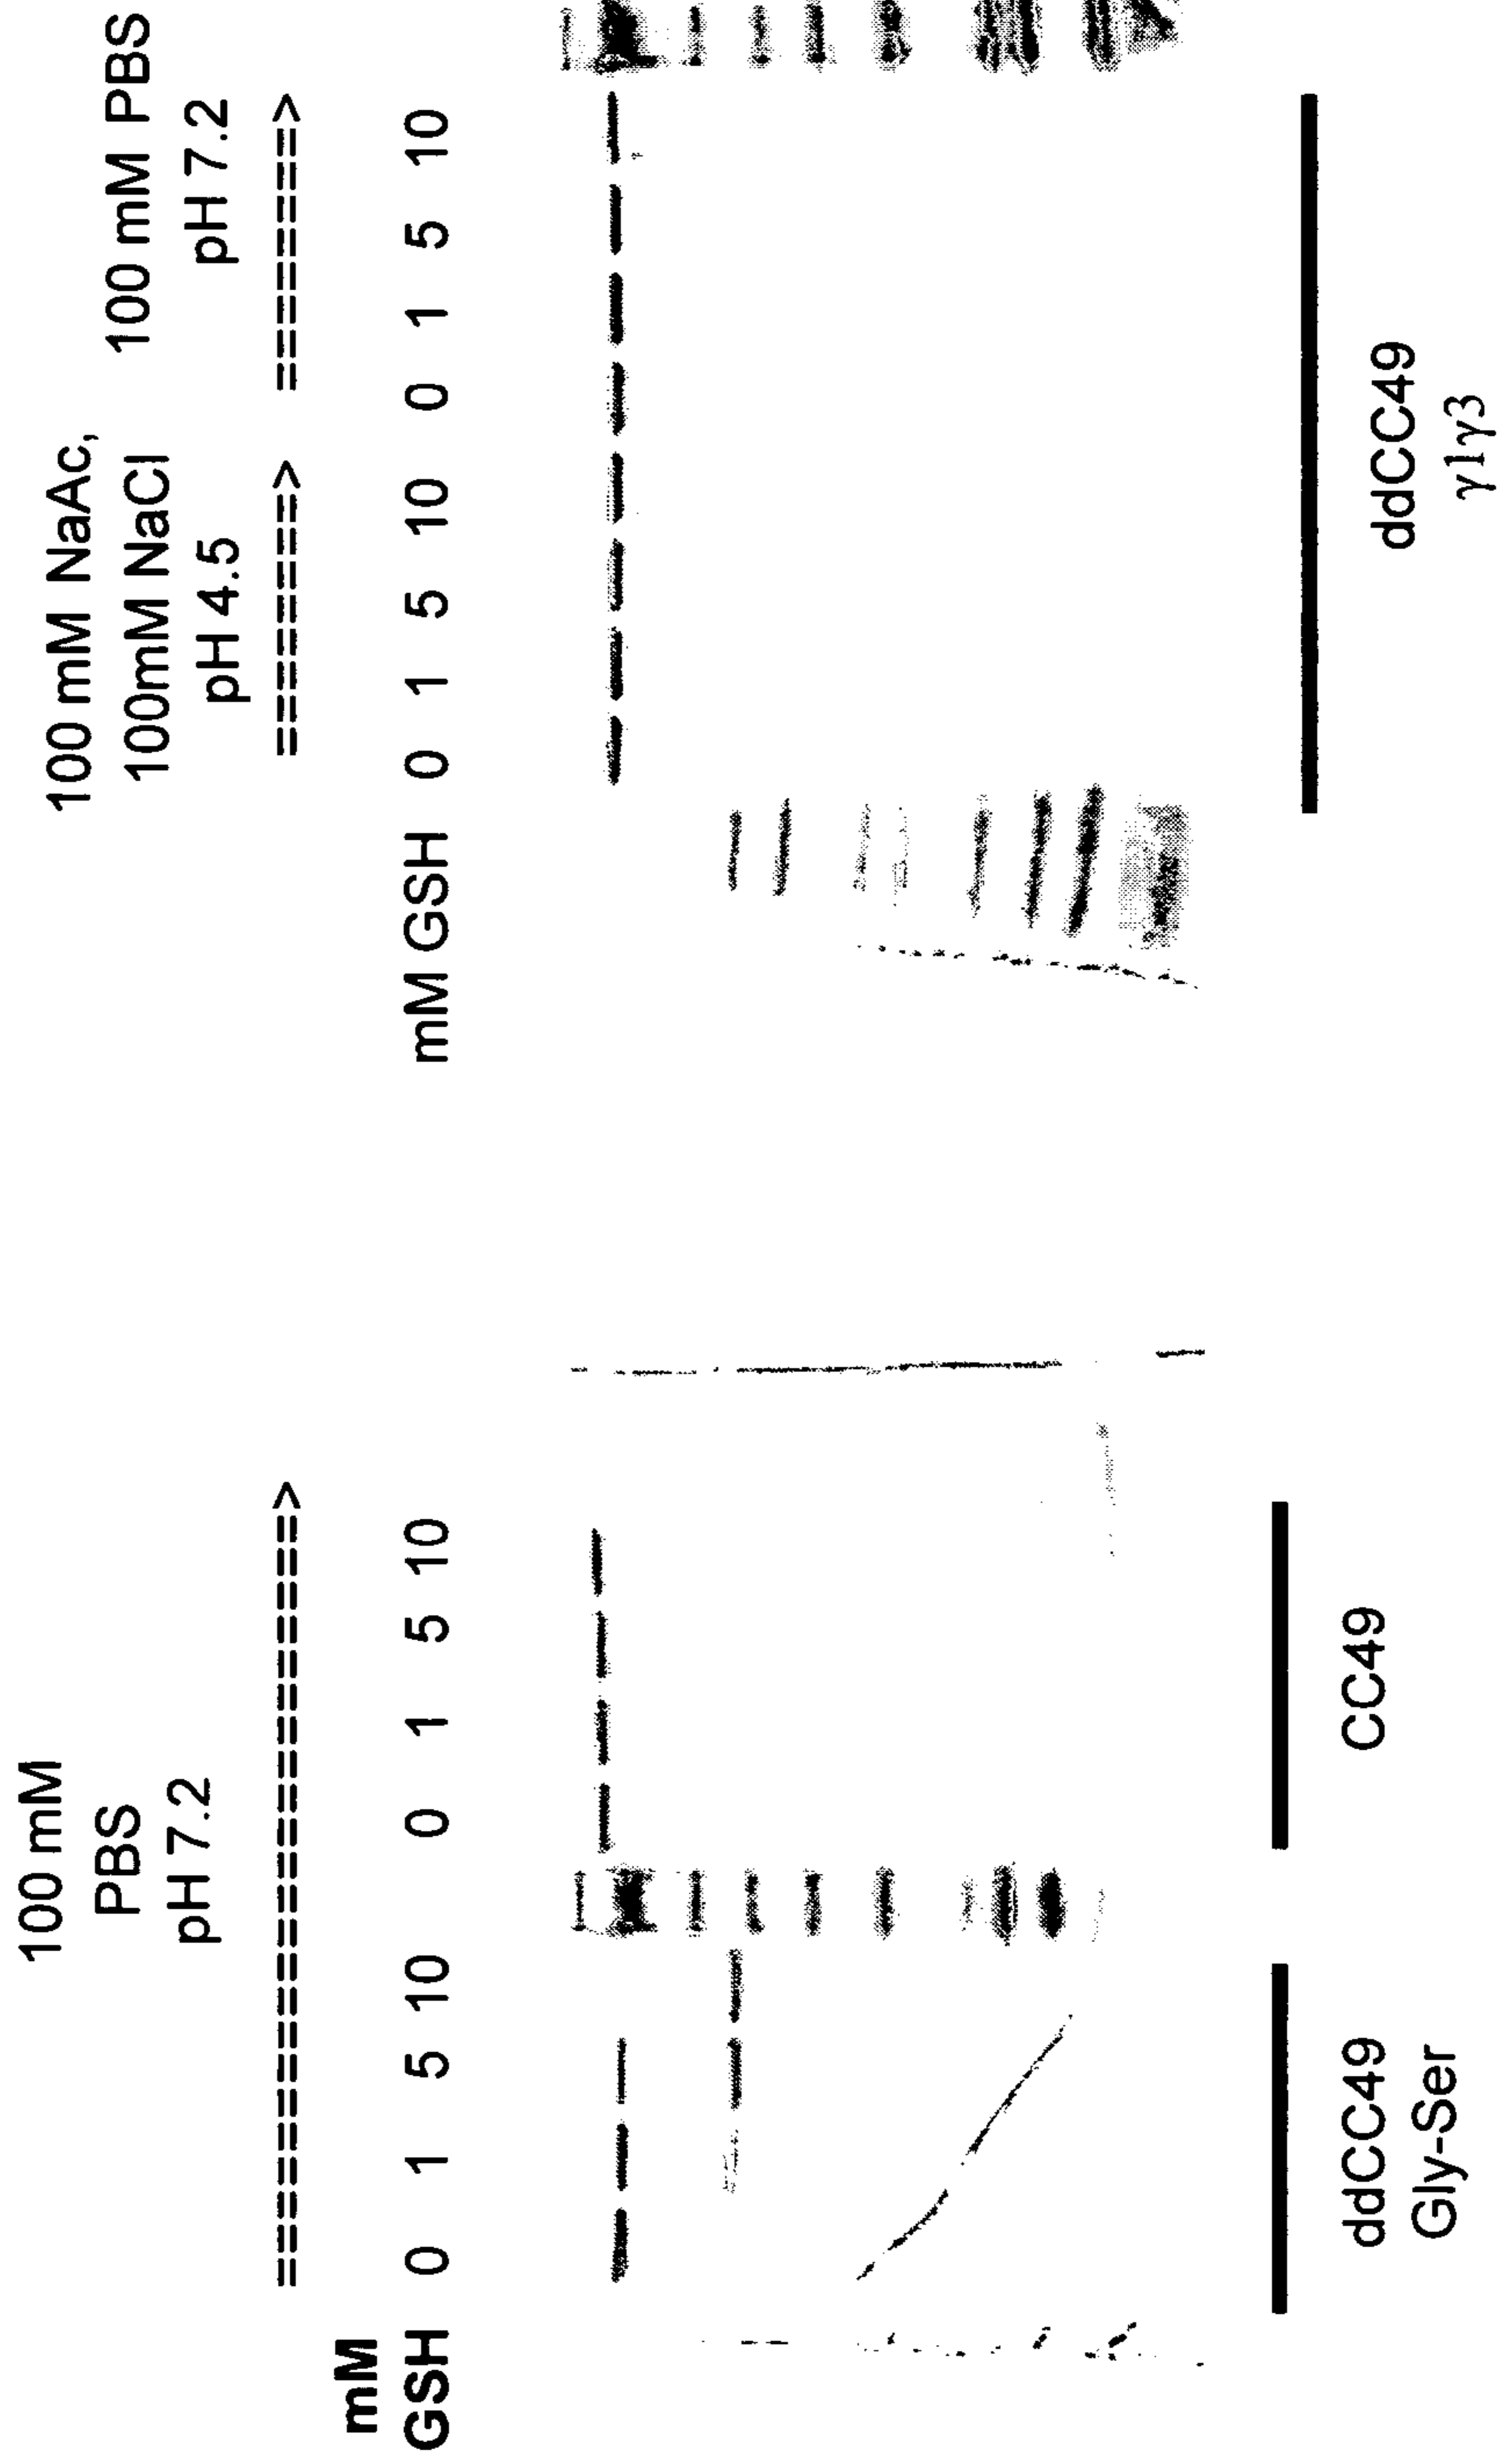 100 mM
PBS
pH 7.2
==========================>
mM
GSH 0 1 5 10 0 1 5 10
ddCC49
Gly-Ser
CC49
100 mM NaAc,
100mM NaCl
pH 4.5
========>
100 mM PBS
pH 7.2
========>
mM GSH 0 1 5 10 0 1 5 10
ddCC49
γ1γ3